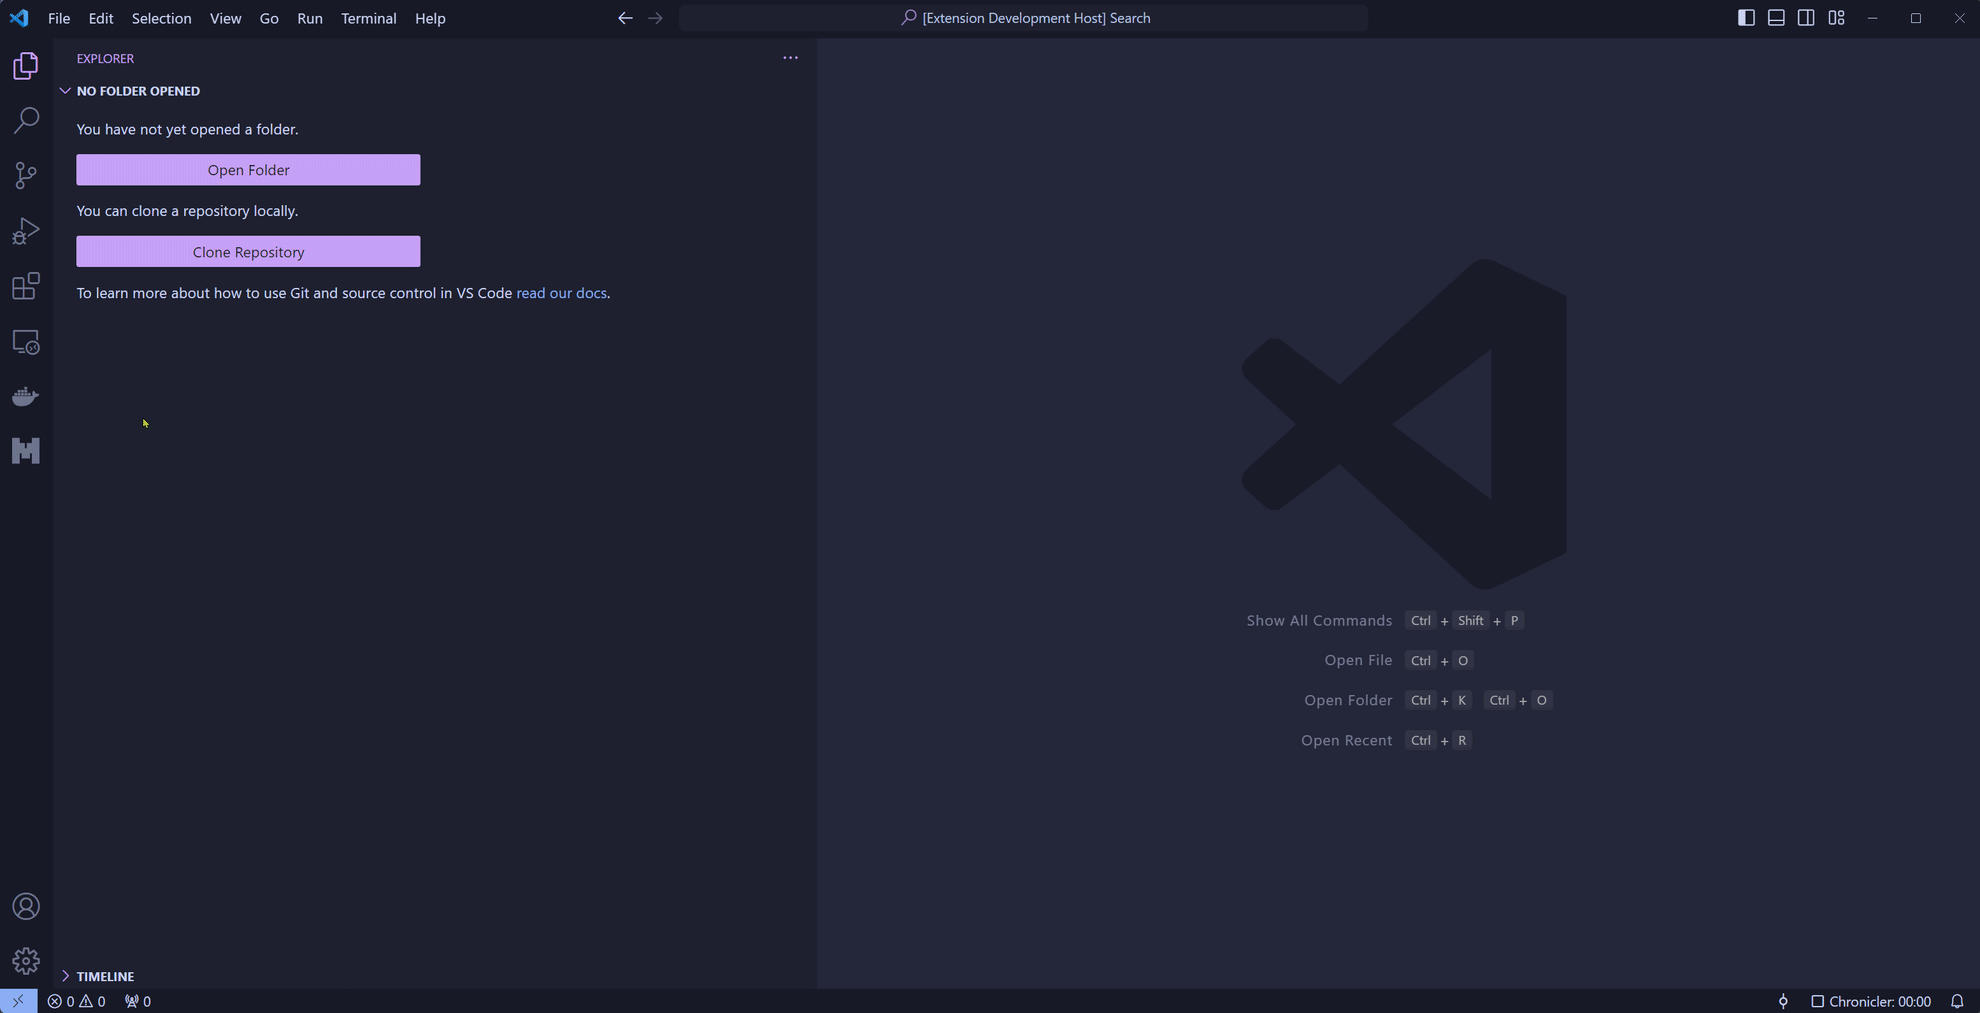 File Edit Selection View Go Run Terminal Help
[Extension Development Host] Search
EXPLORER
NO FOLDER OPENED
You have not yet opened a folder.
Open Folder
You can clone a repository locally.
Clone Repository
To learn more about how to use Git and source control in VS Code read our docs.
Show All Commands Ctrl + Shift + P
Open File Ctrl + O
Open Folder Ctrl + K Ctrl + O
Open Recent Ctrl + R
TIMELINE
0 0 0
Chronicler: 00:00